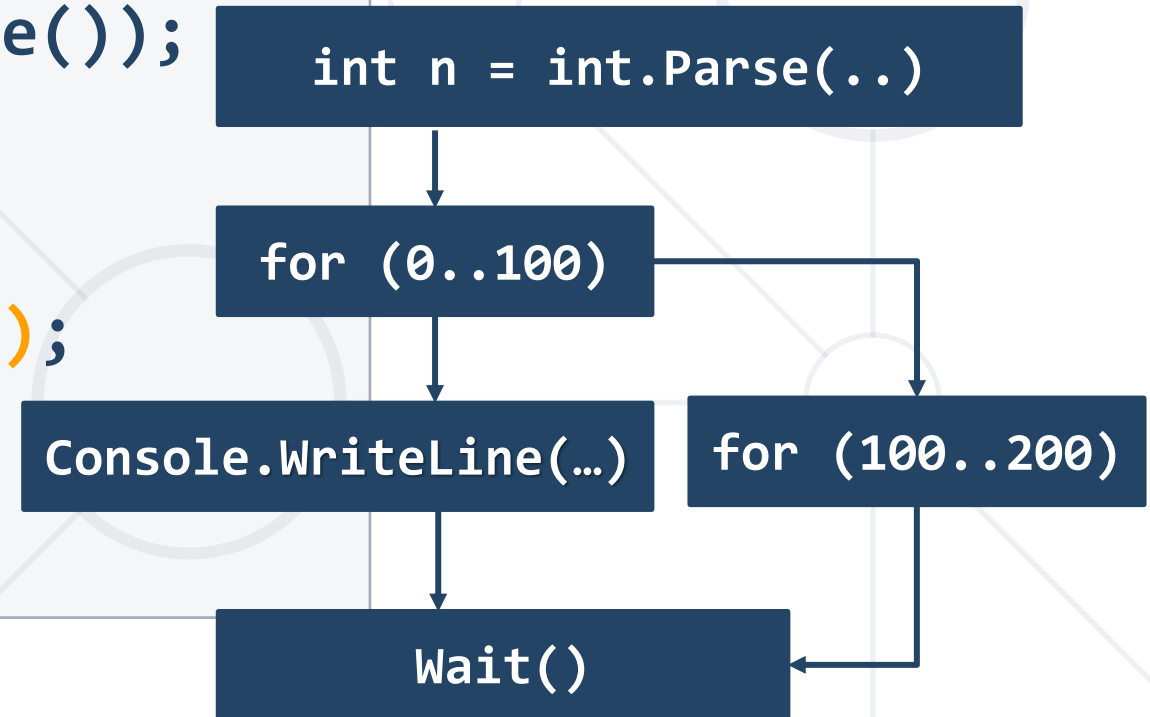 e());
int n = int.Parse(..)
for (0..100)
);
Console.WriteLine(…)
for (100..200)
Wait()